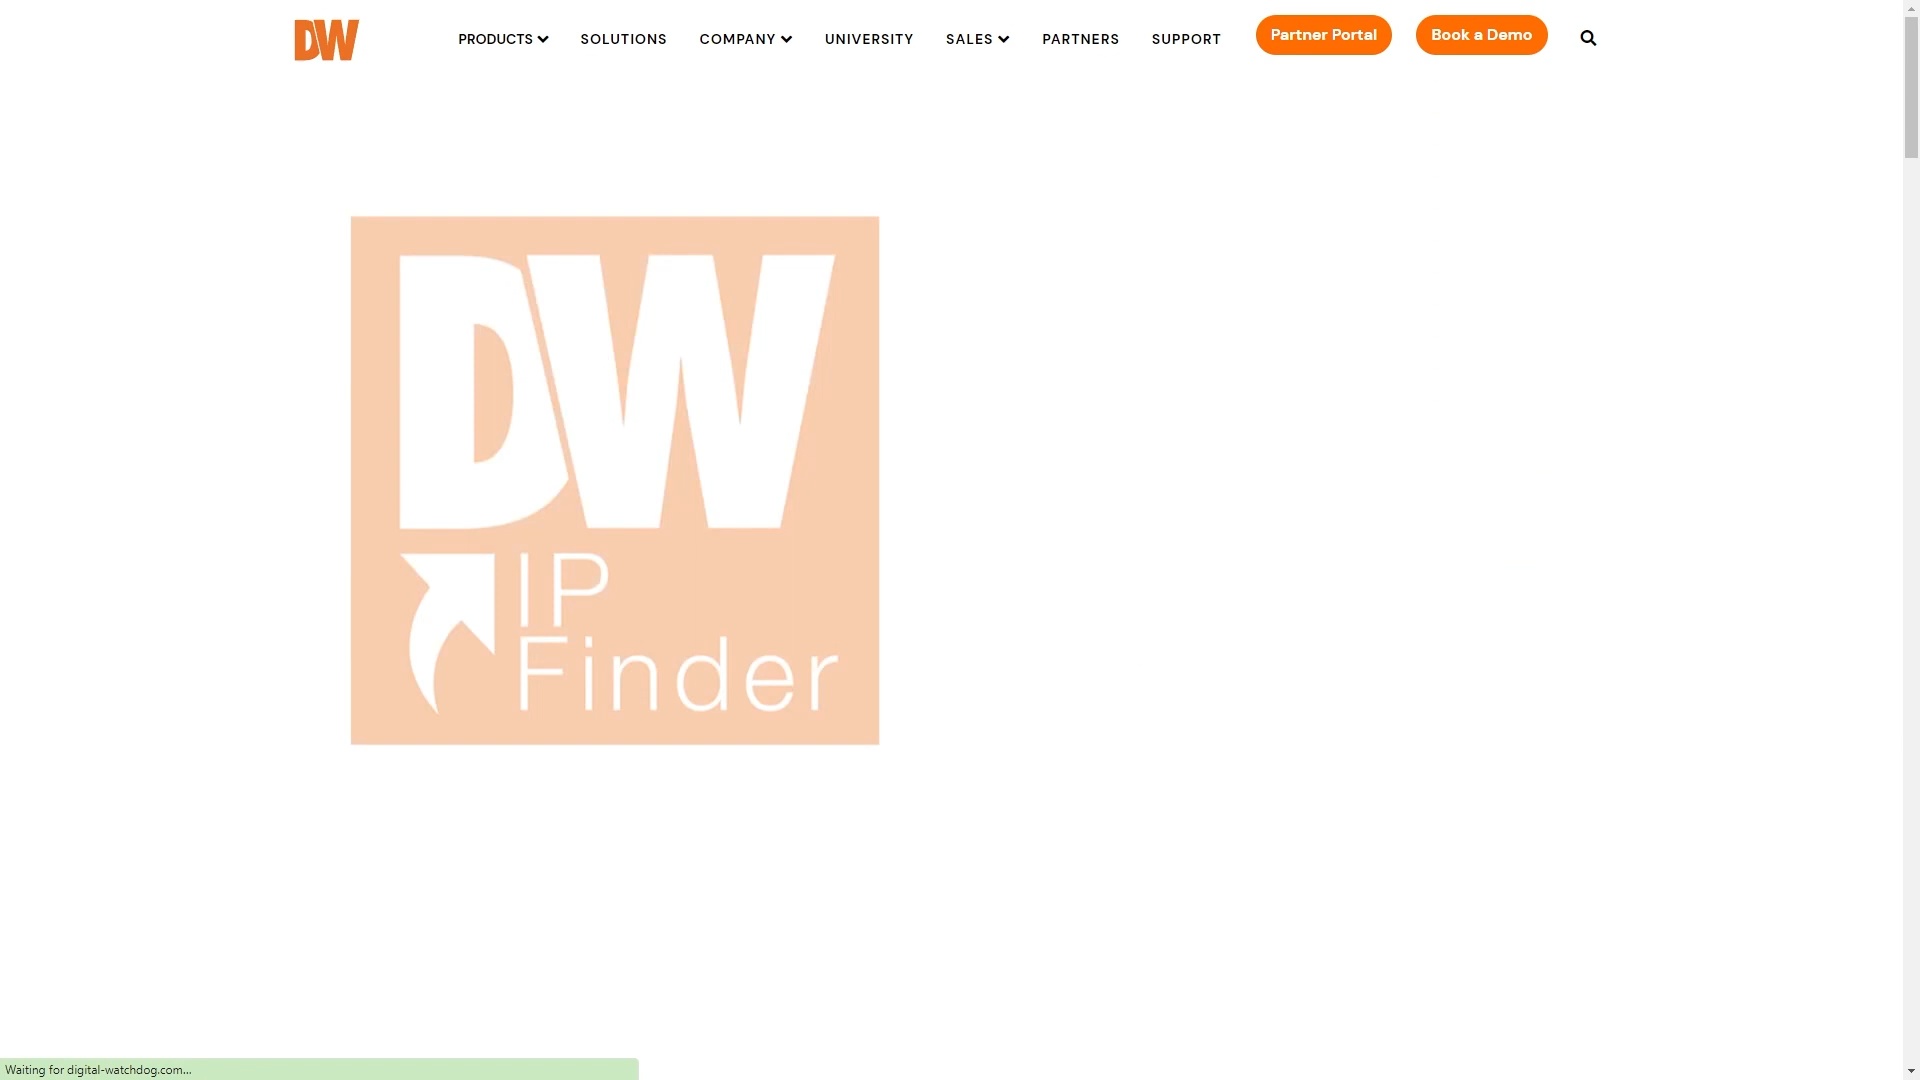 DW
PRODUCTS
SOLUTIONS
COMPANY
UNIVERSITY
SALES
PARTNERS
SUPPORT
Partner Portal
Book a Demo
DW
IP
Finder
Waiting for digital-watchdog.com...